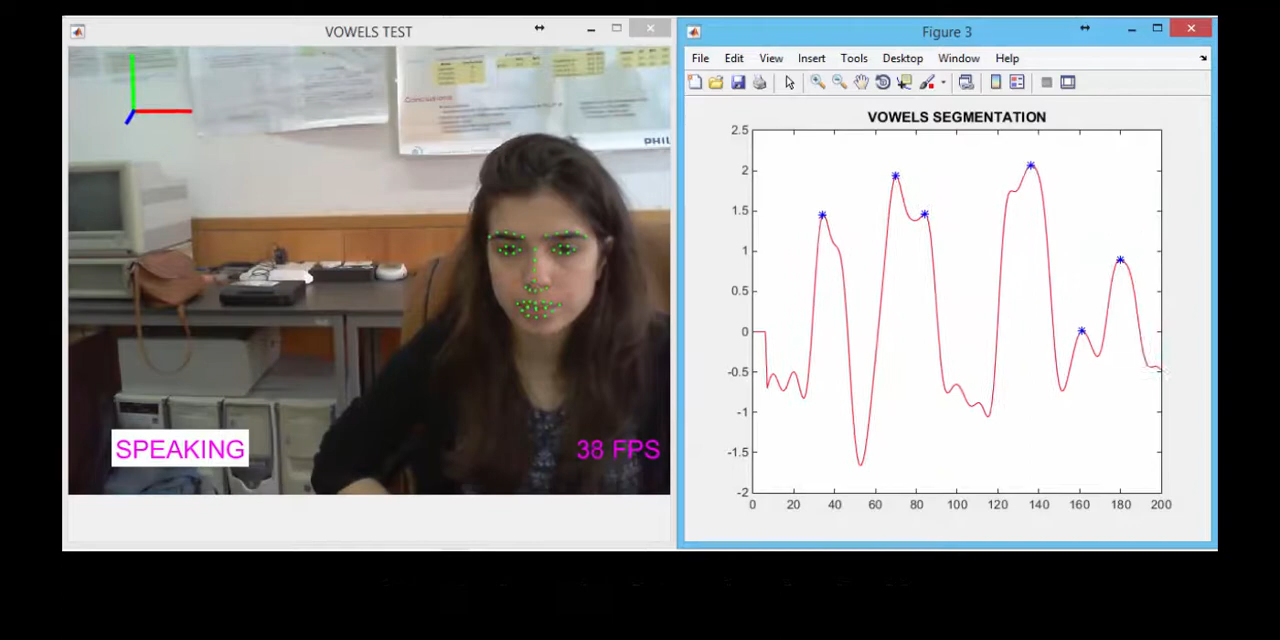 VOWELS TEST
Conclusions
PHIL
SPEAKING
38 FPS
Figure 3
File Edit View Insert Tools Desktop Window Help
VOWELS SEGMENTATION
2.5
2
1.5
1
0.5
0
-0.5
-1
-1.5
-2
0 20 40 60 80 100 120 140 160 180 200